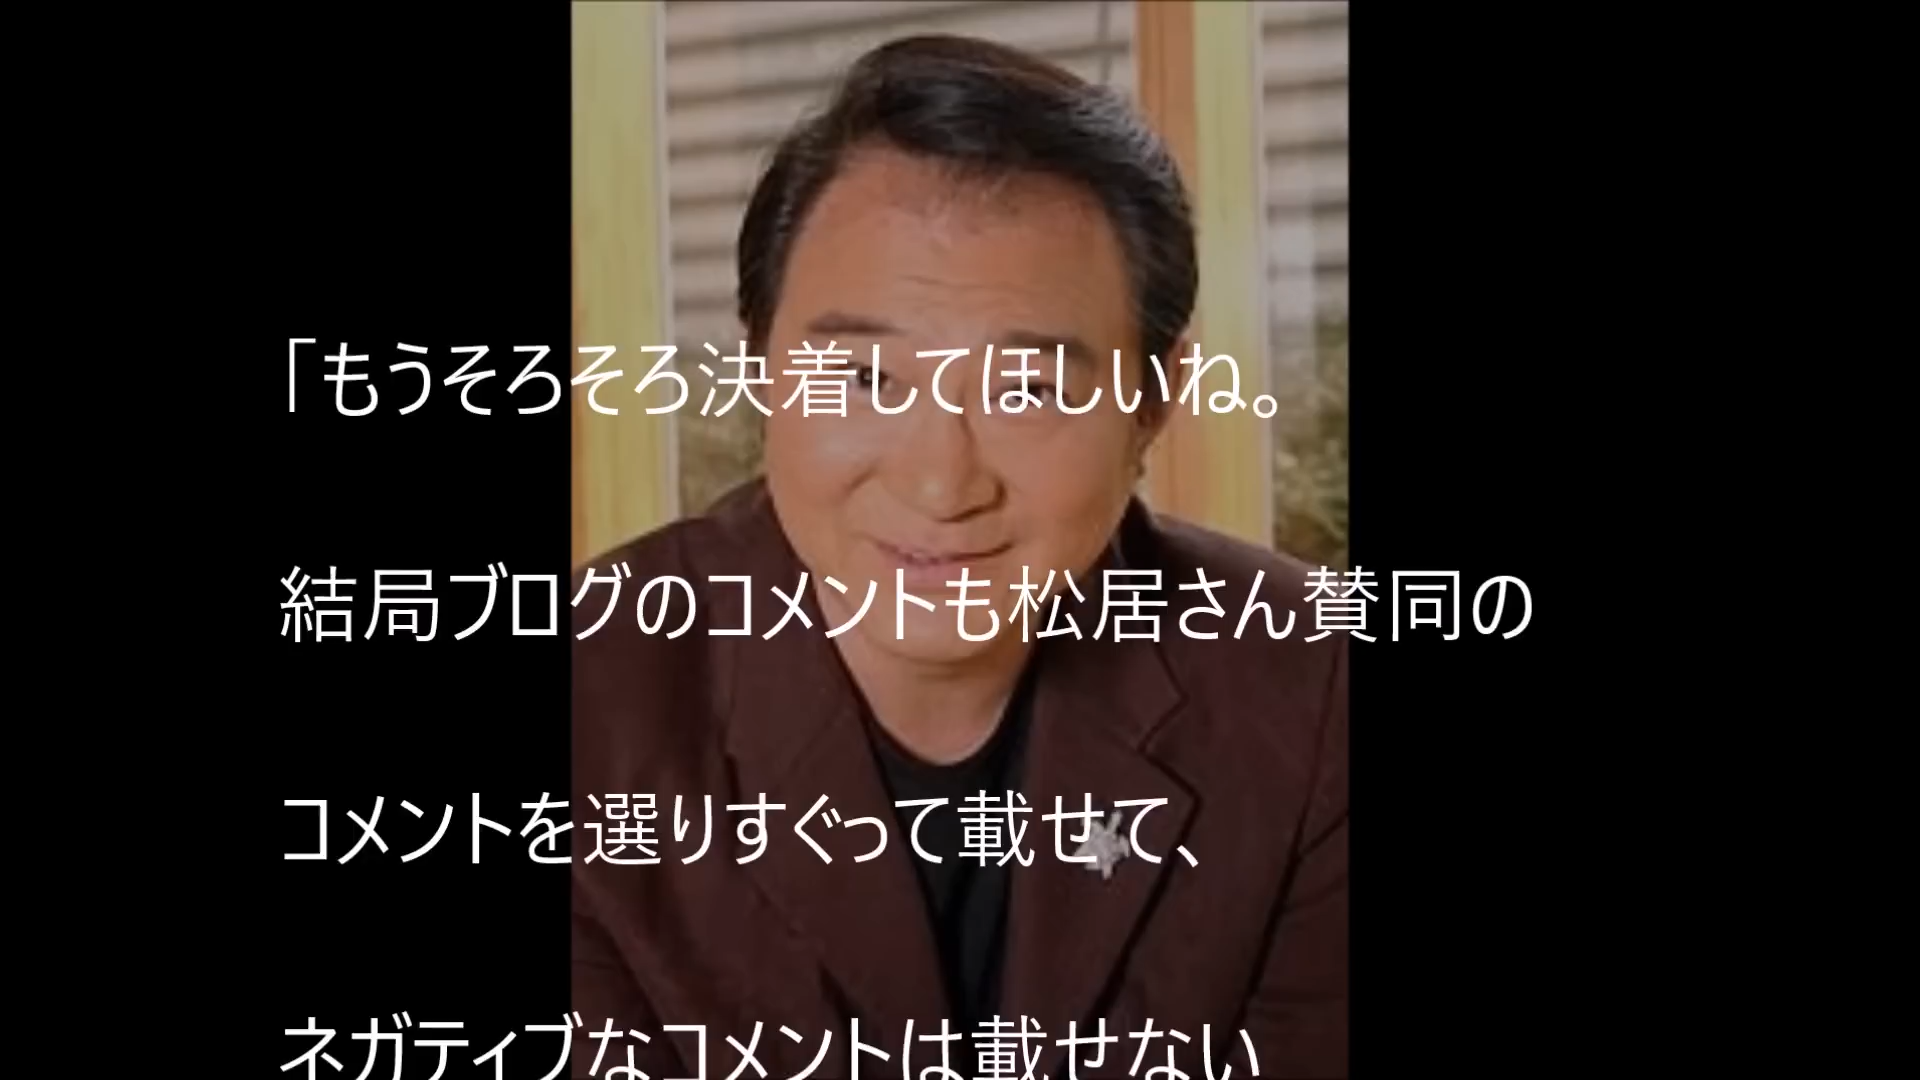 「もうそろそろ決着してほしいね。
結局ブログのコメントも松居さん賛同の
コメントを選りすぐって載せて、
ネガティブなコメントは載せない